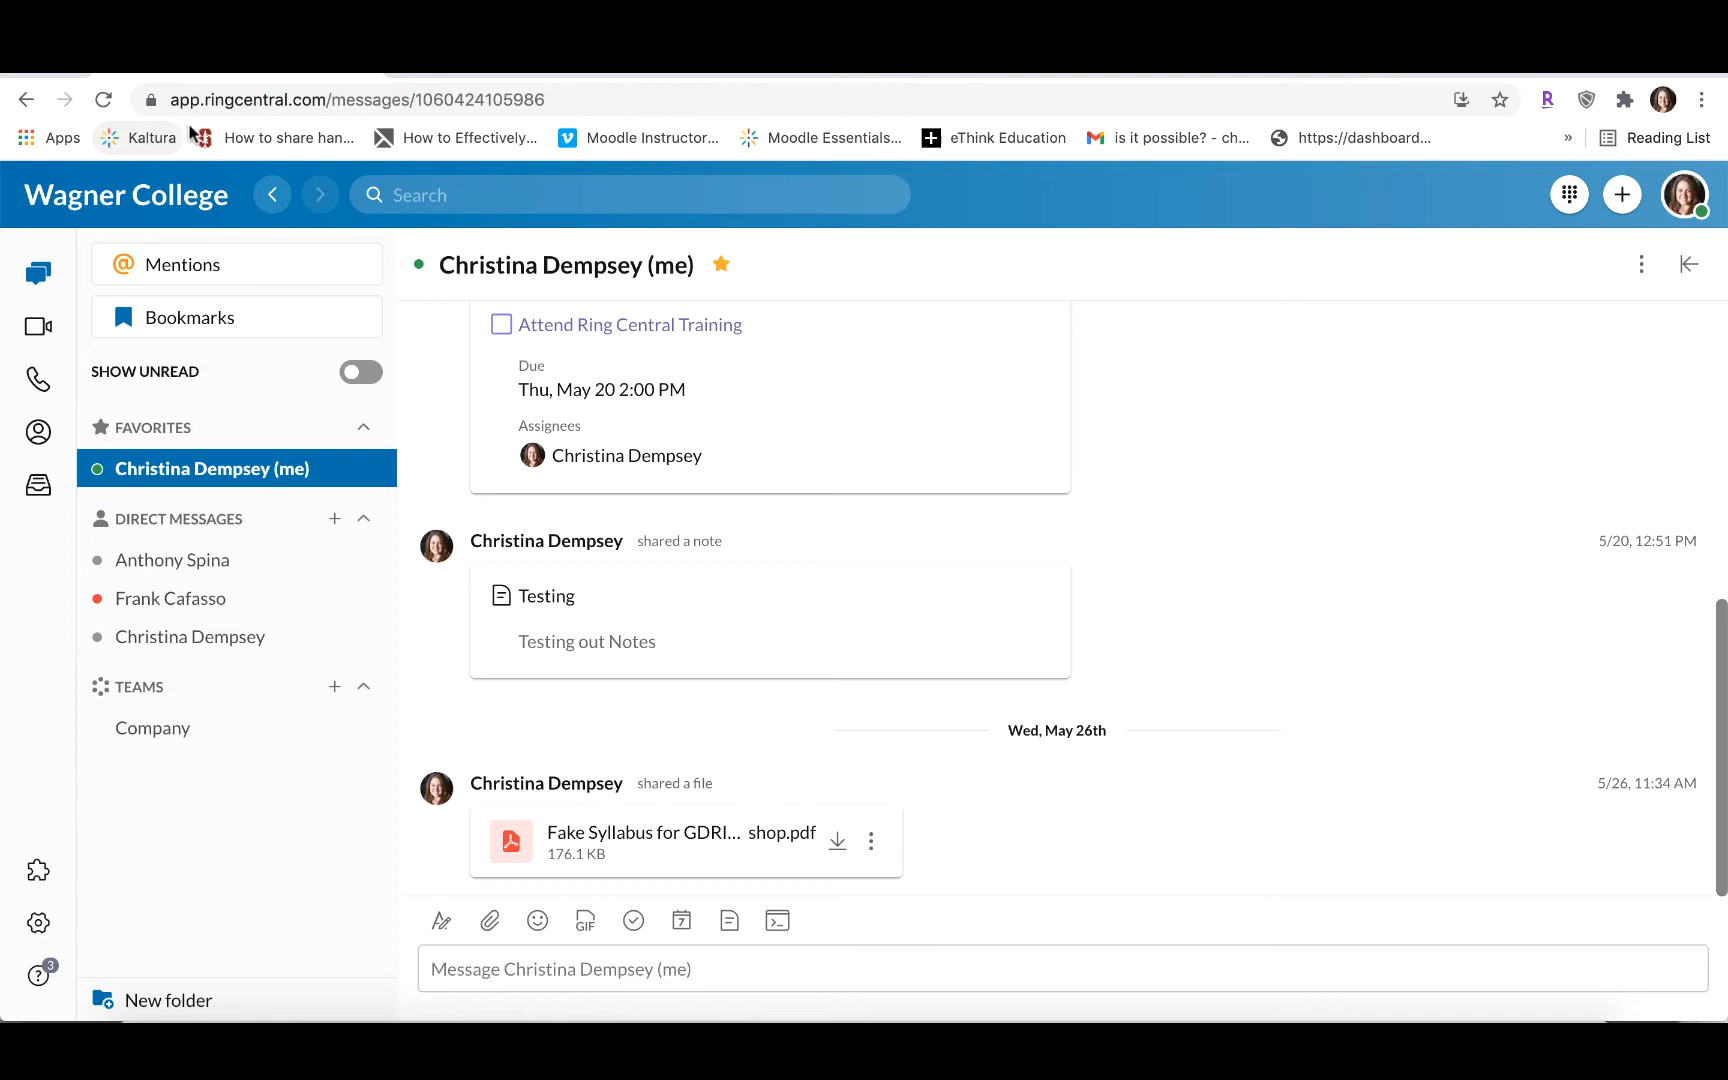 app.ringcentral.com/messages/1060424105986
Apps
Kaltura
How to share han...
How to Effectively...
Moodle Instructor...
Moodle Essentials...
eThink Education
is it possible? - ch...
https://dashboard...
»
Reading List
Wagner College
Search
Mentions
Bookmarks
SHOW UNREAD
FAVORITES
Christina Dempsey (me)
DIRECT MESSAGES
Anthony Spina
Frank Cafasso
Christina Dempsey
TEAMS
Company
3
New folder
Christina Dempsey (me)
Attend Ring Central Training
Due
Thu, May 20 2:00 PM
Assignees
Christina Dempsey
Christina Dempsey shared a note 5/20, 12:51 PM
Testing
Testing out Notes
Wed, May 26th
Christina Dempsey shared a file 5/26, 11:34 AM
Fake Syllabus for GDRI... shop.pdf
176.1 KB
GIF
7
Message Christina Dempsey (me)